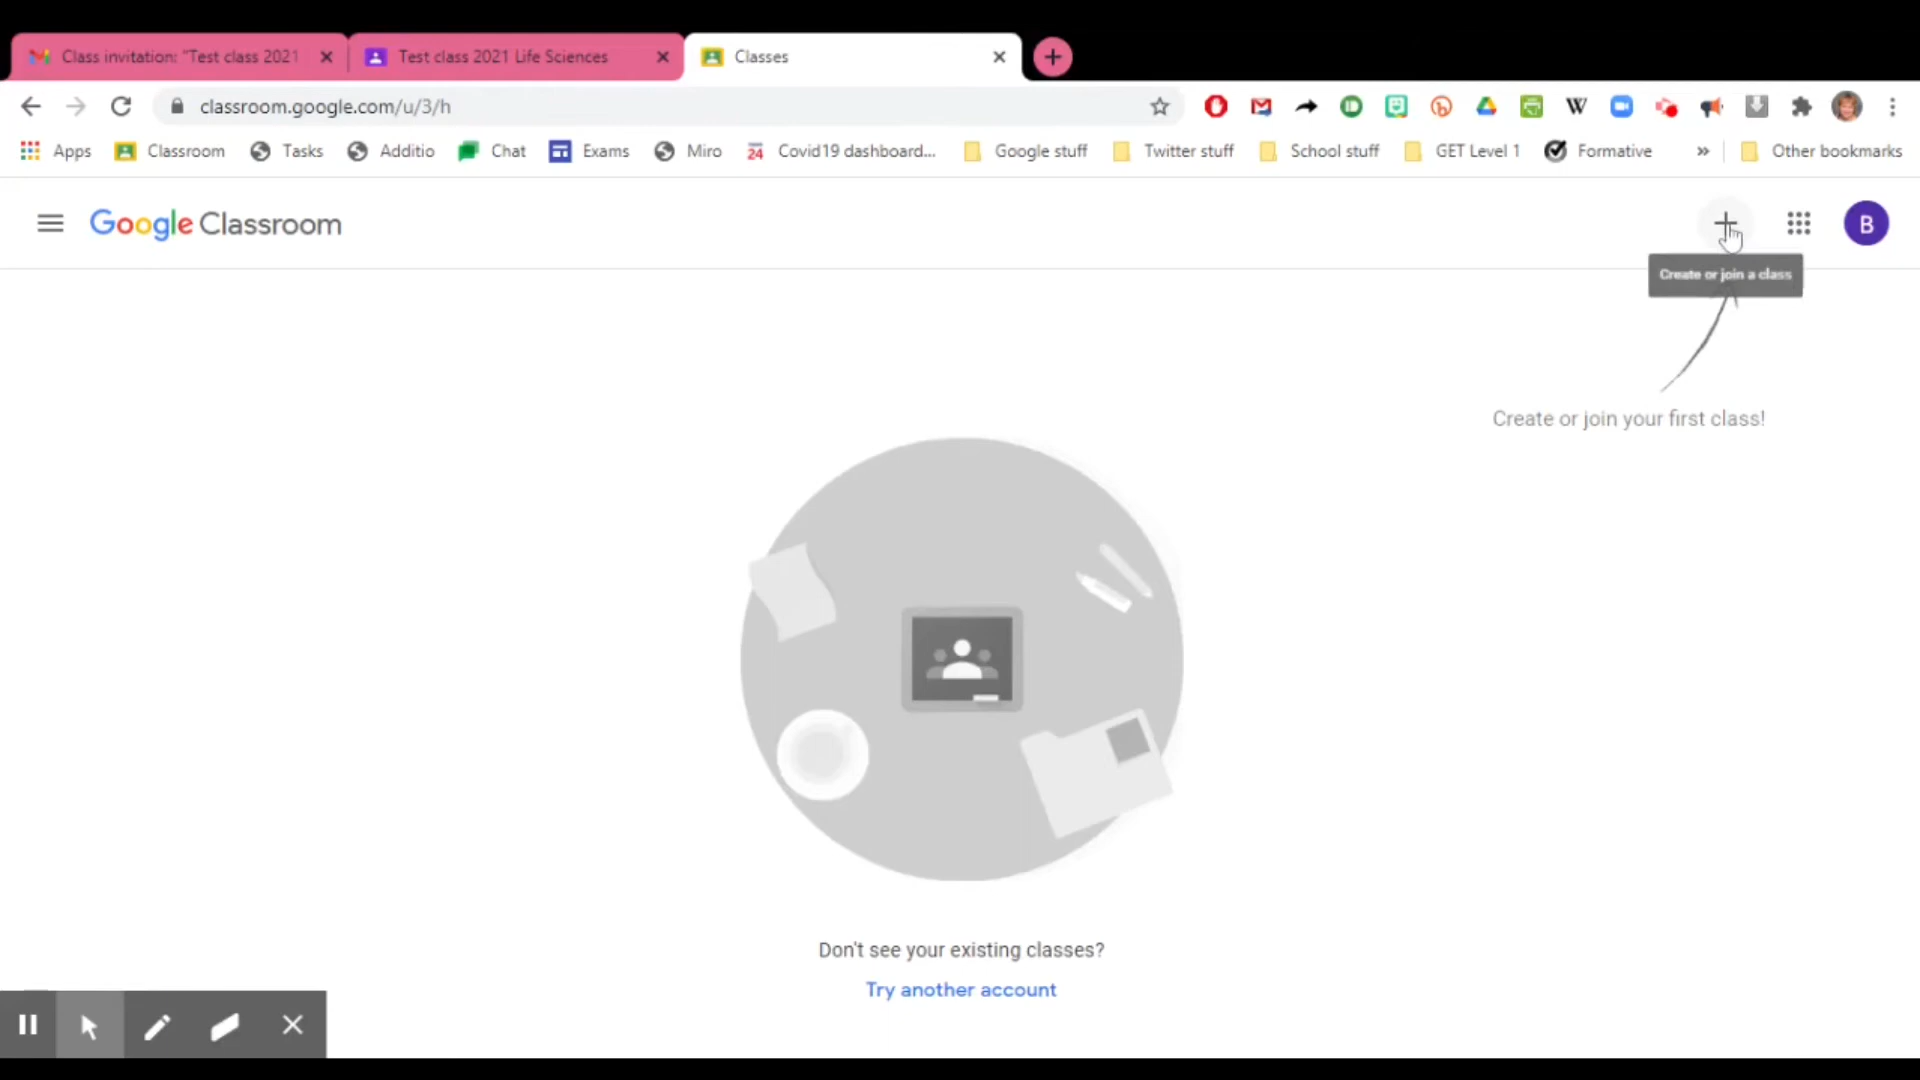 Class invitation: "Test class 2021
Test class 2021 Life Sciences
Classes
classroom.google.com/u/3/h
Apps
Classroom
Tasks
Additio
Chat
Exams
Miro
24
Covid19 dashboard...
Google stuff
Twitter stuff
School stuff
GET Level 1
Formative
»
Other bookmarks
Google Classroom
B
Create or join a class
Create or join your first class!
Don't see your existing classes?
Try another account